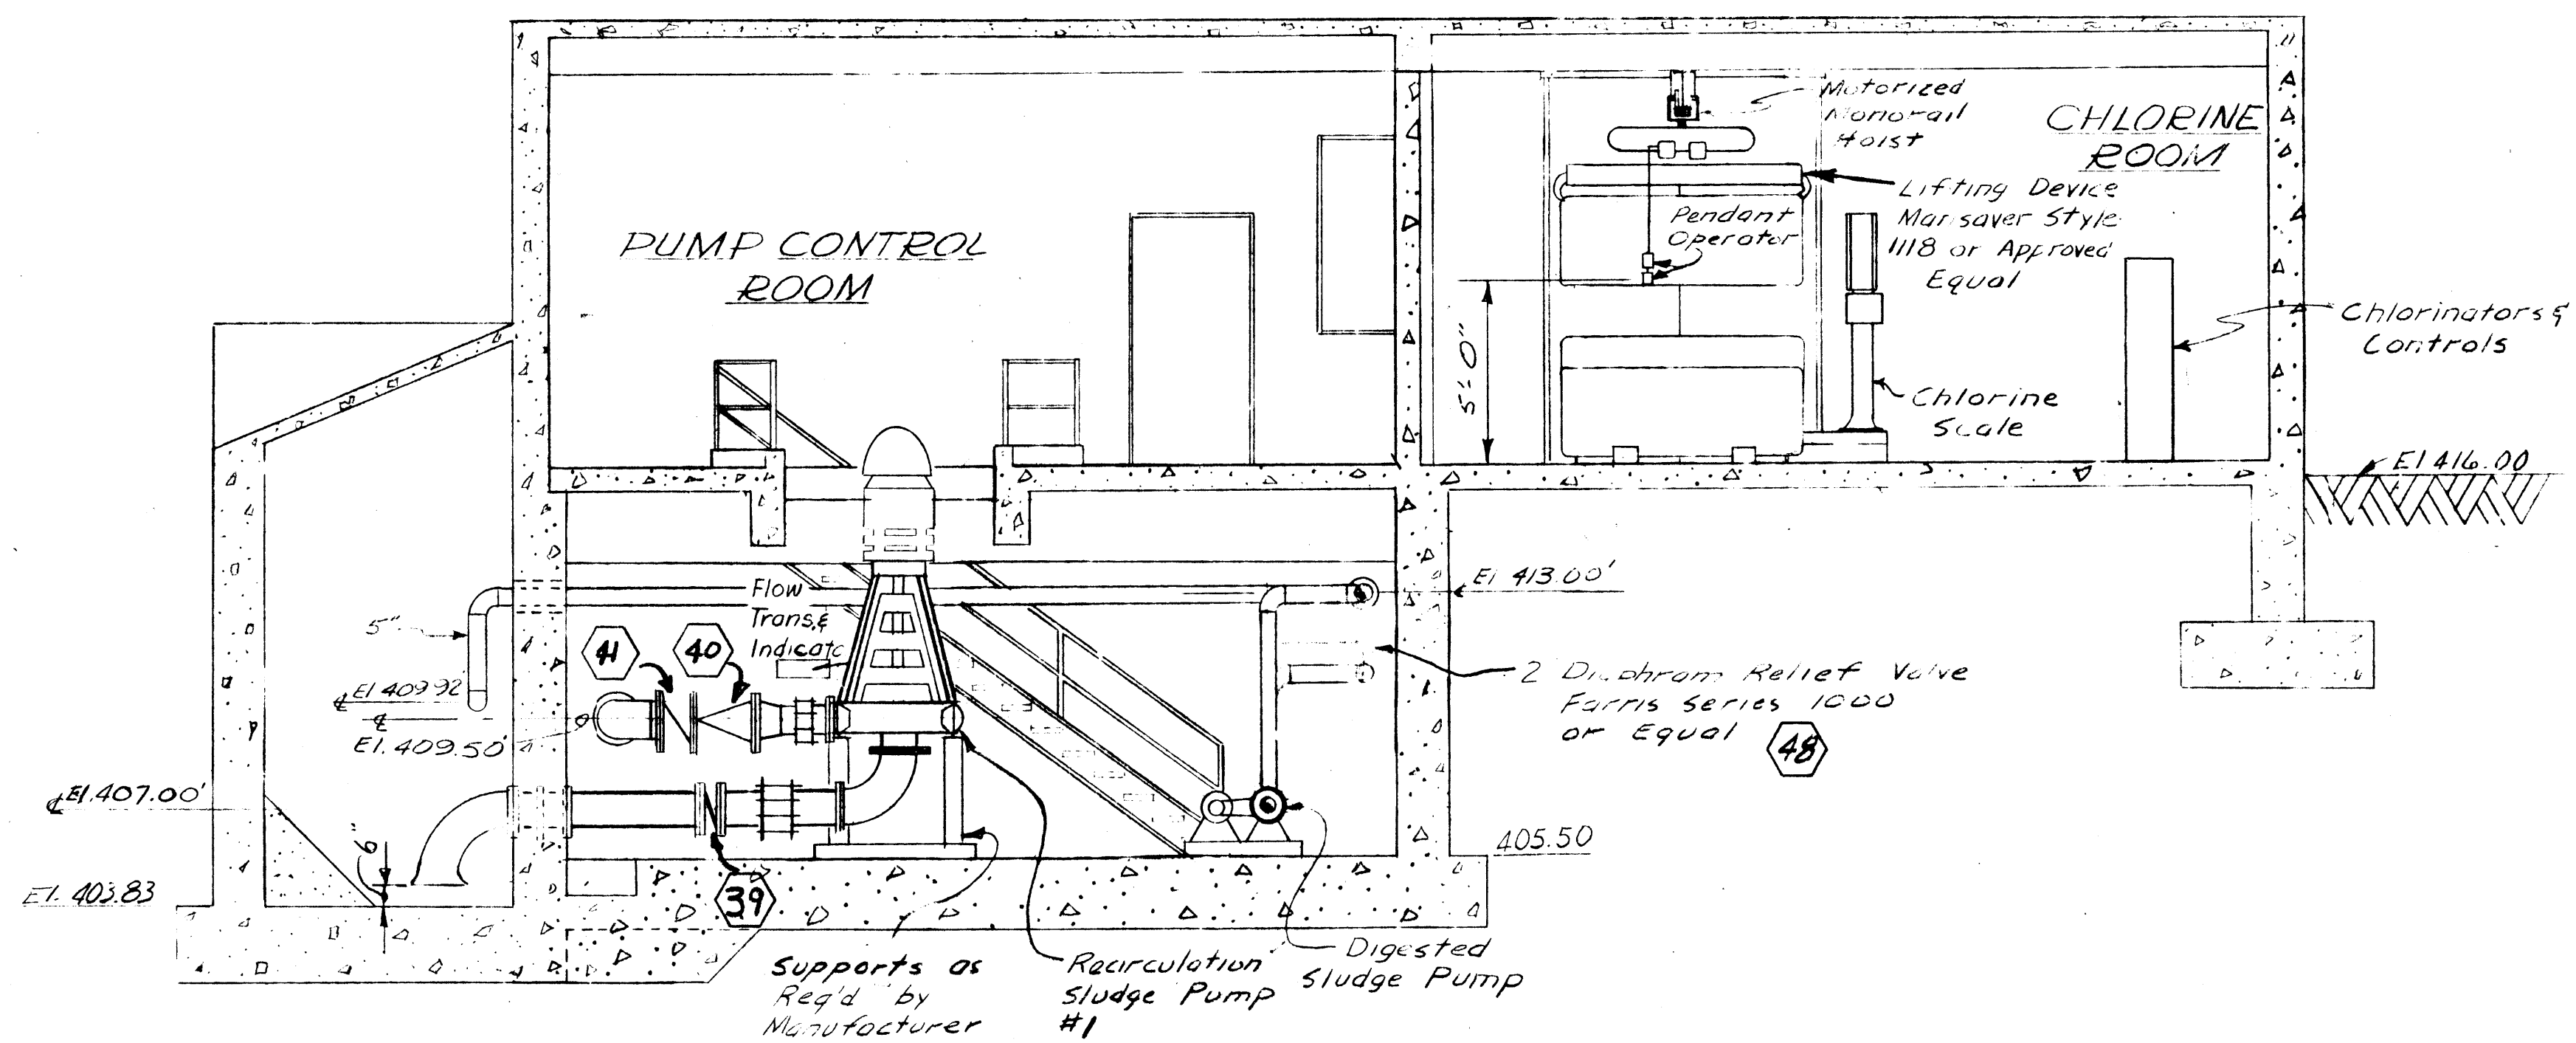 PUMP CONTROL
ROOM
CHLORINE
ROOM
Motorized
Monorail
Hoist
Lifting Device
Mansaver Style
1118 or Approved
Equal
Pendant
Operator
5'-0"
Chlorinators &
Controls
Chlorine
Scale
El 416.00
El 413.00'
Flow
Trans. &
Indicato
5"
41
40
El 409.92
El. 409.50'
El. 407.00'
6"
El. 403.83
2 Diaphram Relief Valve
Farris Series 1000
or Equal
48
405.50
39
Supports as
Req'd by
Manufacturer
Recirculation
Sludge Pump
#1
Digested
Sludge Pump